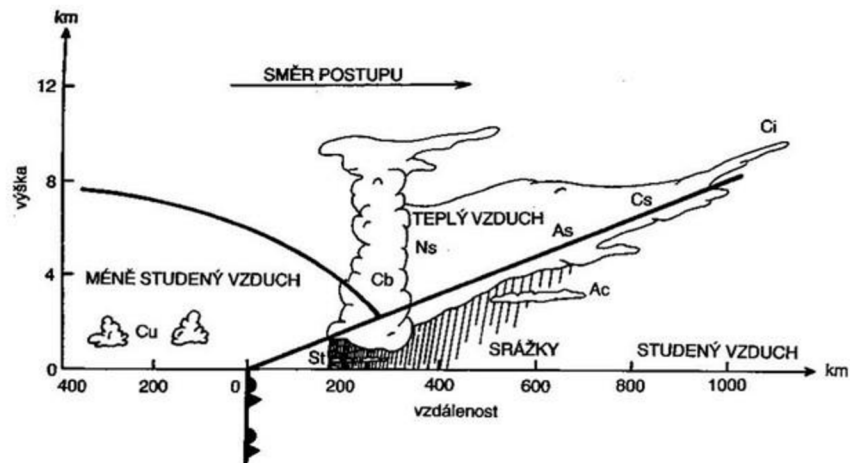 km
SMĚR POSTUPU
12
Ci
výška
8
Cs
TEPLÝ VZDUCH
As
Ns
MÉNĚ STUDENÝ VZDUCH
Cb
4
Ac
Cu
St
SRÁŽKY
STUDENÝ VZDUCH
0
km
400 200 0 200 400 600 800 1000
vzdálenost